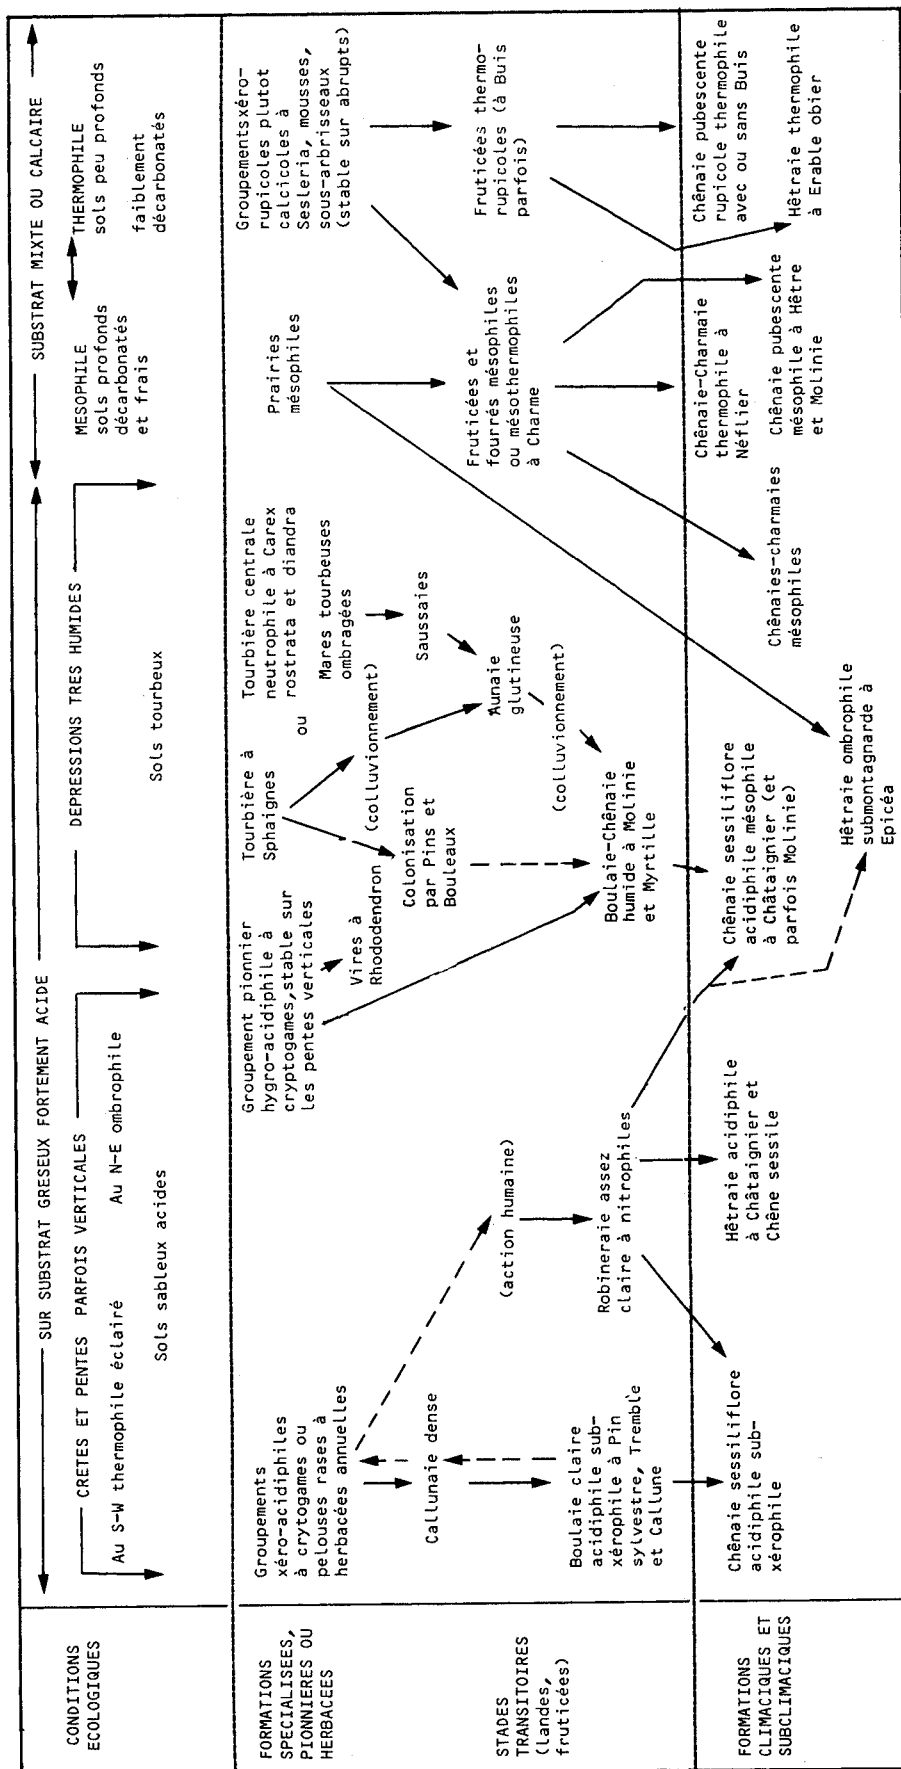 CONDITIONS
ECOLOGIQUES
SUR SUBSTRAT GRESEUX FORTEMENT ACIDE
SUBSTRAT MIXTE OU CALCAIRE
CRETES ET PENTES PARFOIS VERTICALES
Au S-W thermophile éclairé
Au N-E ombrophile
Sols sableux acides
DEPRESSIONS TRES HUMIDES
Sols tourbeux
MESOPHILE
sols profonds
décarbonatés
et frais
THERMOPHILE
sols peu profonds
faiblement
décarbonatés
FORMATIONS
SPECIALISEES,
PIONNIERES OU
HERBACEES
Groupements
xéro-acidiphiles
à crytogames ou
pelouses rases à
herbacées annuelles
Groupement pionnier
hygro-acidiphile à
cryptogames,stable sur
les pentes verticales
Tourbière à
Sphaignes
ou
Tourbière centrale
neutrophile à Carex
rostrata et diandra
Mares tourbeuses
ombragées
Prairies
mésophiles
Groupementsxéro-
rupicoles plutot
calcicoles à
Sesleria, mousses,
sous-arbrisseaux
(stable sur abrupts)
STADES
TRANSITOIRES
(landes,
fruticées)
Callunaie dense
(action humaine)
Vires à
Rhododendron
(colluvionnement)
Colonisation
par Pins et
Bouleaux
Saussaies
Aunaie
glutineuse
(colluvionnement)
Fruticées et
fourrés mésophiles
ou mésothermophiles
à Charme
Fruticées thermo-
rupicoles (à Buis
parfois)
Boulaie claire
acidiphile sub-
xérophile à Pin
sylvestre, Tremble
et Callune
Robineraie assez
claire à nitrophiles
Boulaie-Chênaie
humide à Molinie
et Myrtille
FORMATIONS
CLIMACIQUES ET
SUBCLIMACIQUES
Chênaie sessiliflore
acidiphile sub-
xérophile
Hêtraie acidiphile
à Châtaignier et
Chêne sessile
Chênaie sessiliflore
acidiphile mésophile
à Châtaignier (et
parfois Molinie)
Hêtraie ombrophile
submontagnarde à
Epicéa
Chênaies-charmaies
mésophiles
Chênaie-Charmaie
thermophile à
Néflier
Chênaie pubescente
mésophile à Hêtre
et Molinie
Chênaie pubescente
rupicole thermophile
avec ou sans Buis
Hêtraie thermophile
à Erable obier